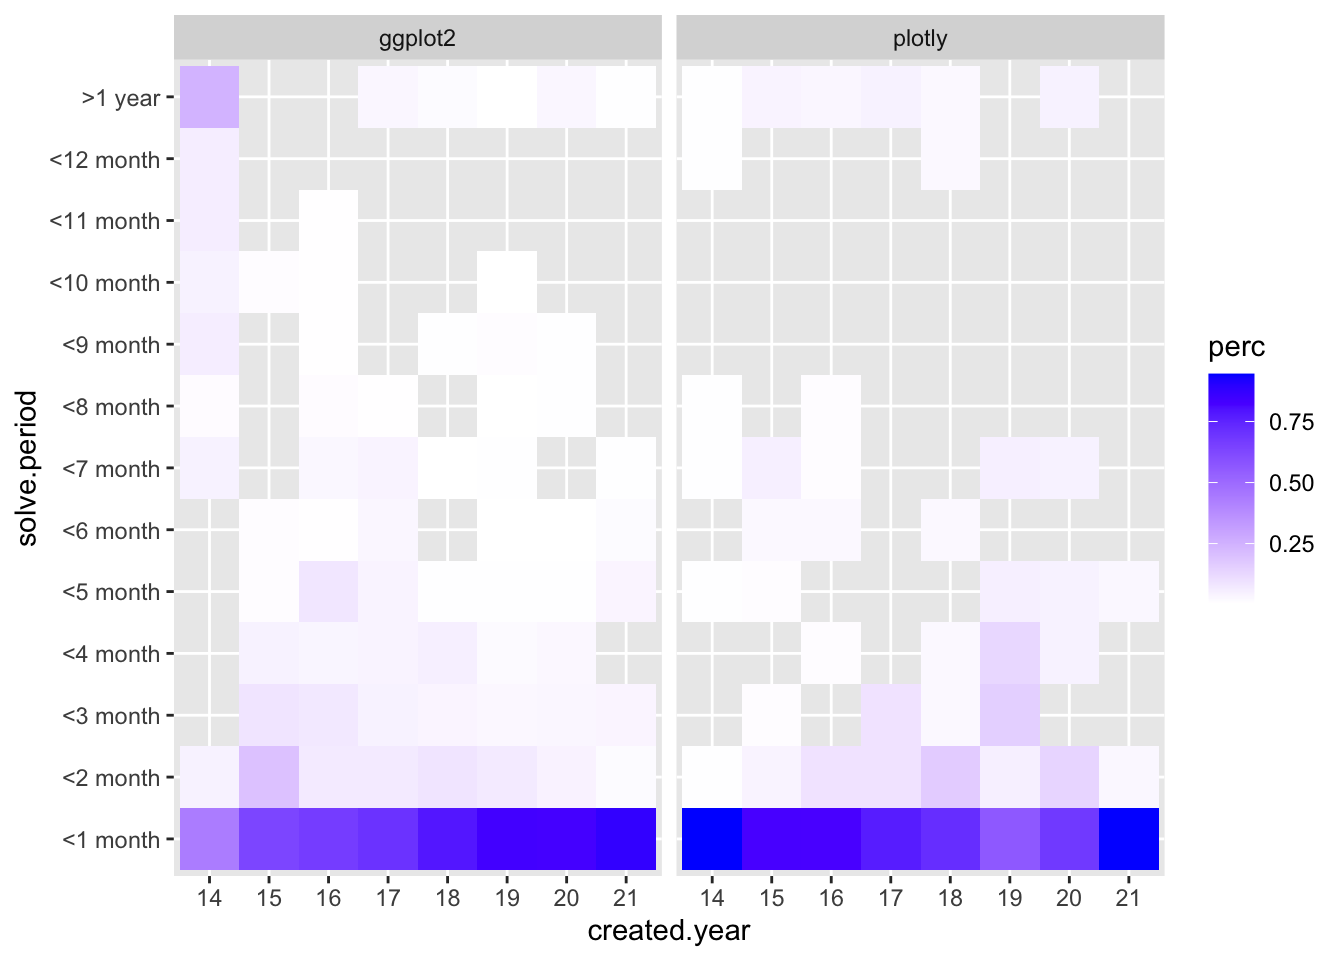 ggplot2
plotly
solve.period
>1 year
<12 month
<11 month
<10 month
<9 month
<8 month
<7 month
<6 month
<5 month
<4 month
<3 month
<2 month
<1 month
14 15 16 17 18 19 20 21
14 15 16 17 18 19 20 21
created.year
perc
0.75
0.50
0.25